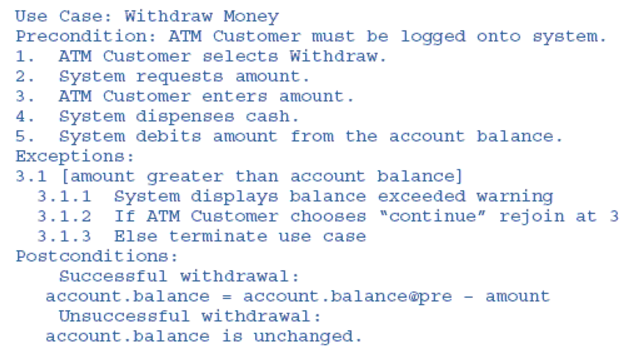 Use Case: Withdraw Money
Precondition: ATM Customer must be logged onto system.
1. ATM Customer selects Withdraw.
2. System requests amount.
3. ATM Customer enters amount.
4. System dispenses cash.
5. System debits amount from the account balance.
Exceptions:
3.1 [amount greater than account balance]
3.1.1 System displays balance exceeded warning
3.1.2 If ATM Customer chooses “continue” rejoin at 3
3.1.3 Else terminate use case
Postconditions:
Successful withdrawal:
account.balance = account.balance@pre - amount
Unsuccessful withdrawal:
account.balance is unchanged.